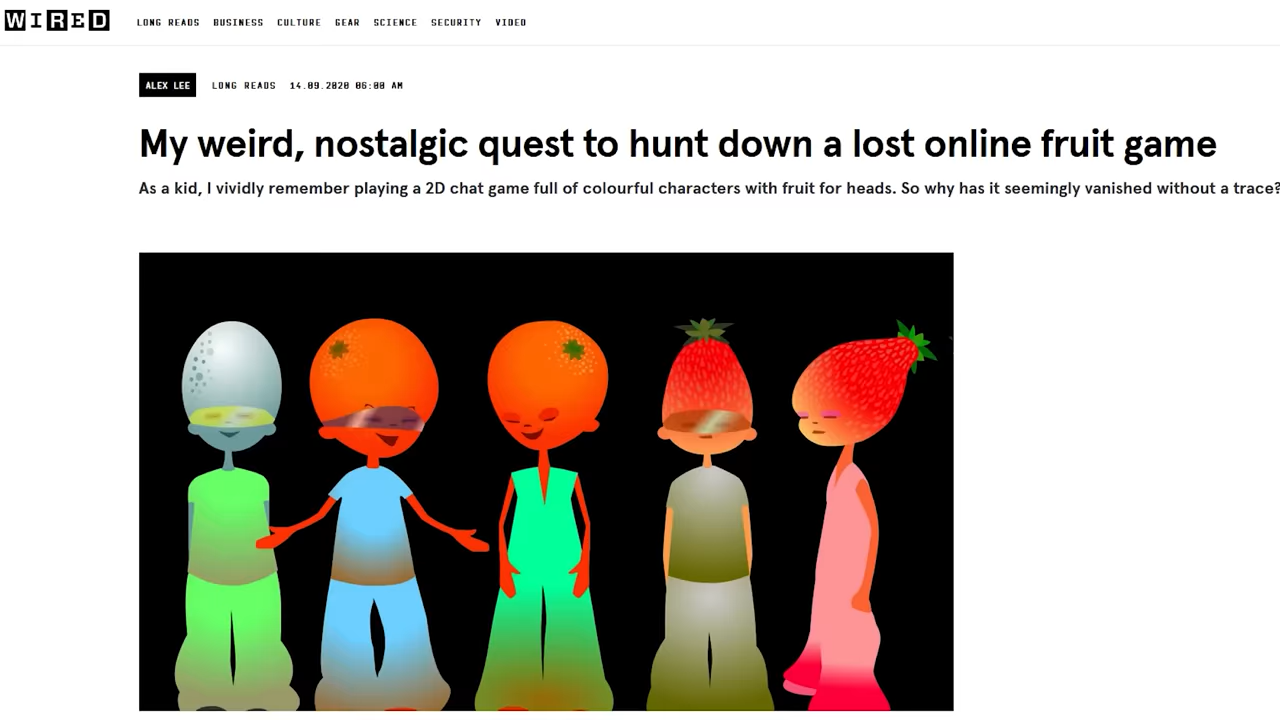 WIRED LONG READS BUSINESS CULTURE GEAR SCIENCE SECURITY VIDEO
ALEX LEE LONG READS 14.09.2020 06:00 AM
My weird, nostalgic quest to hunt down a lost online fruit game
As a kid, I vividly remember playing a 2D chat game full of colourful characters with fruit for heads. So why has it seemingly vanished without a trace?